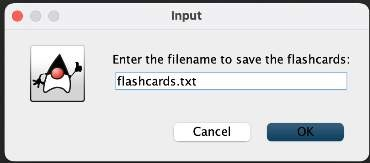 Input
Enter the filename to save the flashcards:
flashcards.txt
Cancel
OK